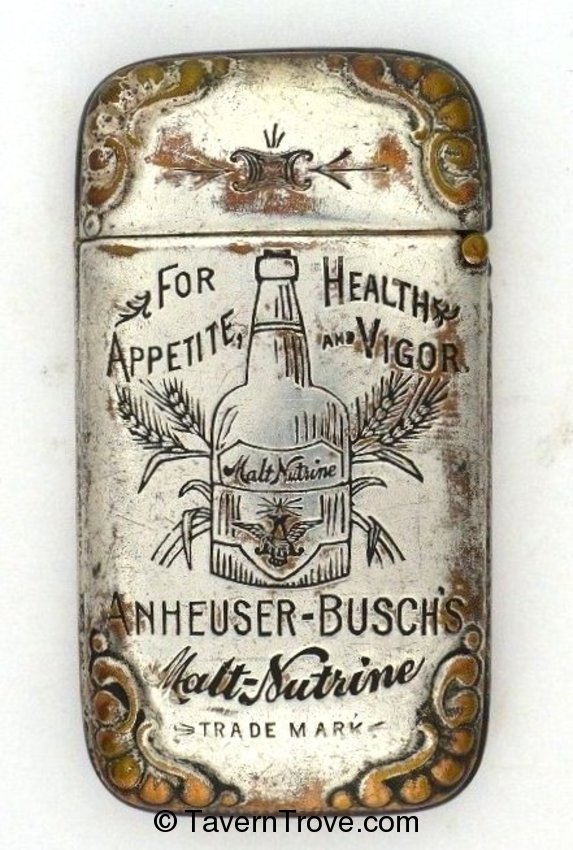 FOR HEALTH
APPETITE, AND VIGOR.
Malt Nutrine
A
ANHEUSER-BUSCH'S
Malt-Nutrine
TRADE MARK
© TavernTrove.com